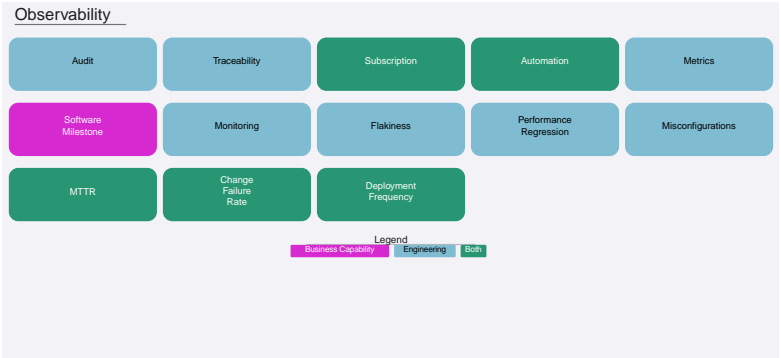 Observability
Audit
Traceability
Subscription
Automation
Metrics
Software
Milestone
Monitoring
Flakiness
Performance
Regression
Misconfigurations
MTTR
Change
Failure
Rate
Deployment
Frequency
Legend
Business Capability
Engineering
Both